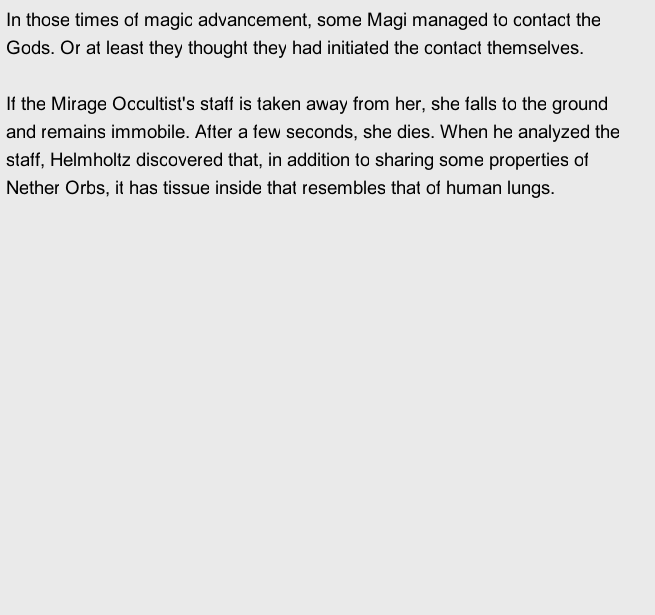 In those times of magic advancement, some Magi managed to contact the
Gods. Or at least they thought they had initiated the contact themselves.
If the Mirage Occultist's staff is taken away from her, she falls to the ground
and remains immobile. After a few seconds, she dies. When he analyzed the
staff, Helmholtz discovered that, in addition to sharing some properties of
Nether Orbs, it has tissue inside that resembles that of human lungs.